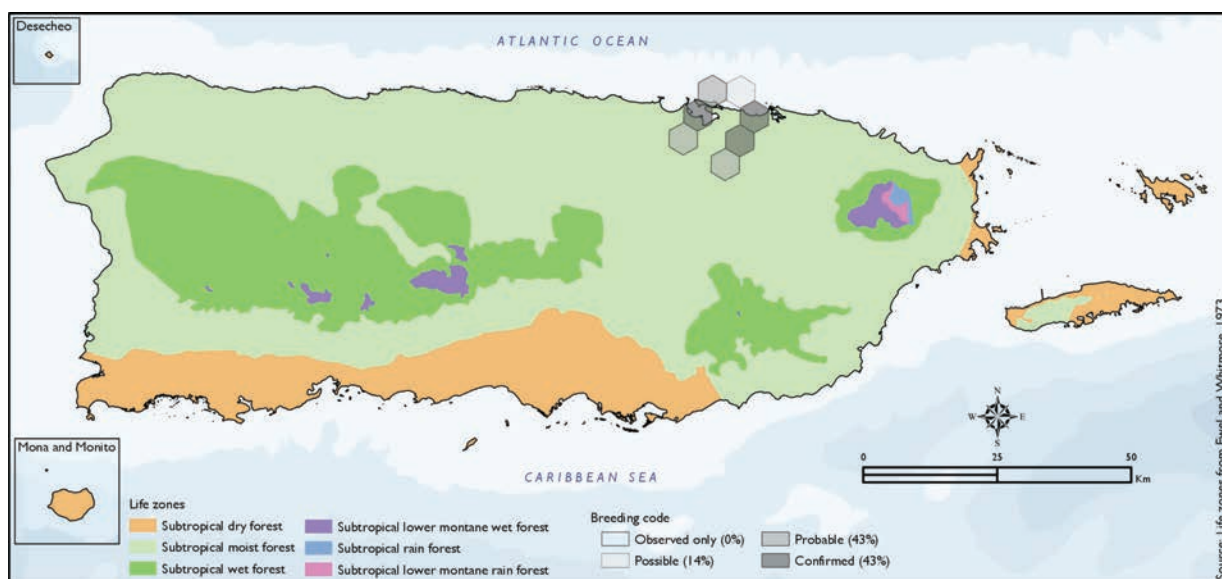 Desecheo
ATLANTIC OCEAN
Mona and Monito
CARIBBEAN SEA
N
W E
S
0 25 50
Km
Life zones
Subtropical dry forest
Subtropical moist forest
Subtropical wet forest
Subtropical lower montane wet forest
Subtropical rain forest
Subtropical lower montane rain forest
Breeding code
Observed only (0%)
Possible (14%)
Probable (43%)
Confirmed (43%)
Source: Life zones from Ewel and Whitmore, 1973